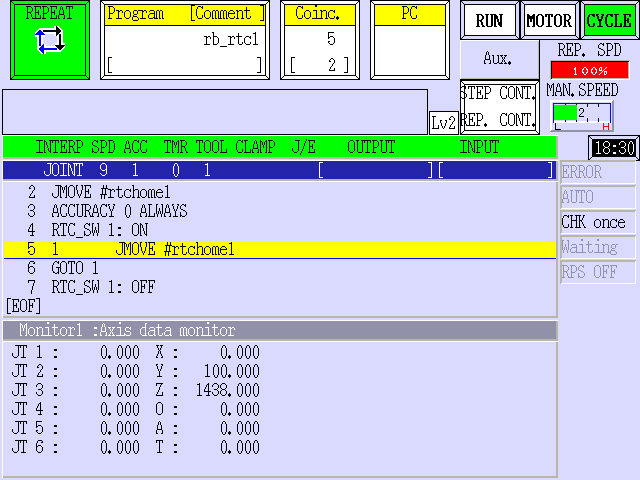 REPEAT
Program [Comment ]
rb_rtc1
[ ]
Coinc.
5
[ 2 ]
PC
RUN
MOTOR
CYCLE
Aux.
REP. SPD
100%
STEP CONT.
REP. CONT.
MAN.SPEED
2
L H
Lv2
INTERP SPD ACC TMR TOOL CLAMP J/E OUTPUT INPUT
18:30
JOINT 9 1 0 1 [ ][ ]
2 JMOVE #rtchome1
3 ACCURACY 0 ALWAYS
4 RTC_SW 1: ON
5 1 JMOVE #rtchome1
6 GOTO 1
7 RTC_SW 1: OFF
[EOF]
ERROR
AUTO
CHK once
Waiting
RPS OFF
Monitor1 :Axis data monitor
JT 1 : 0.000 X : 0.000
JT 2 : 0.000 Y : 100.000
JT 3 : 0.000 Z : 1438.000
JT 4 : 0.000 O : 0.000
JT 5 : 0.000 A : 0.000
JT 6 : 0.000 T : 0.000